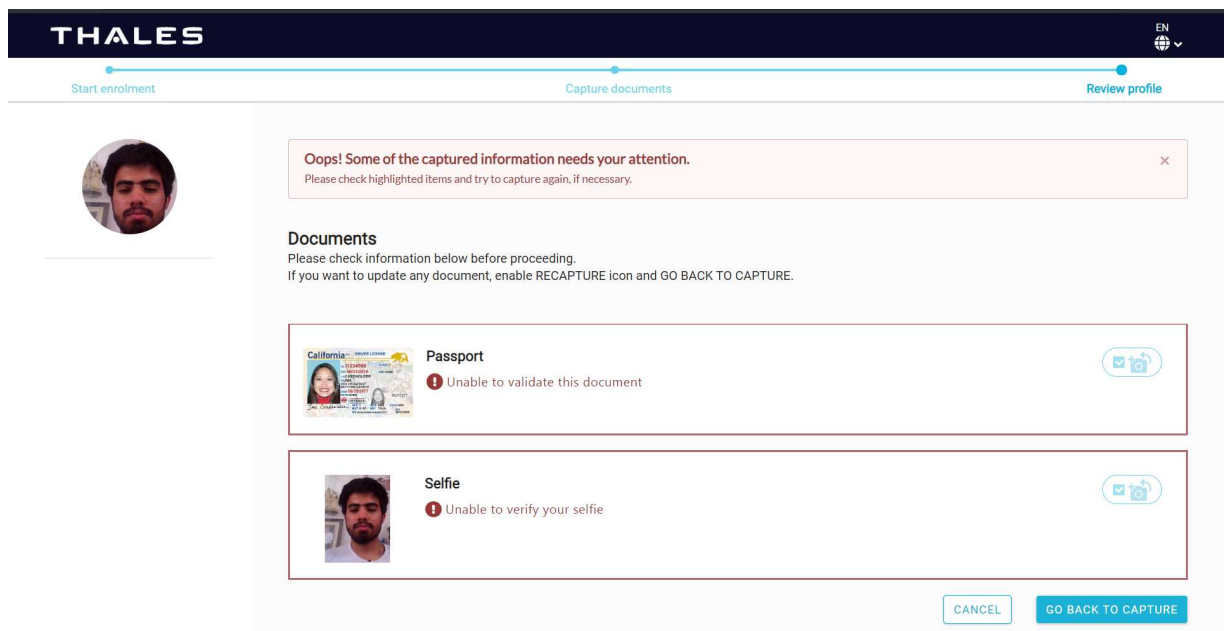 THALES
EN
Start enrolment
Capture documents
Review profile
Oops! Some of the captured information needs your attention.
Please check highlighted items and try to capture again, if necessary.
Documents
Please check information below before proceeding.
If you want to update any document, enable RECAPTURE icon and GO BACK TO CAPTURE.
California
DRIVER LICENSE
Passport
Unable to validate this document
Selfie
Unable to verify your selfie
CANCEL
GO BACK TO CAPTURE